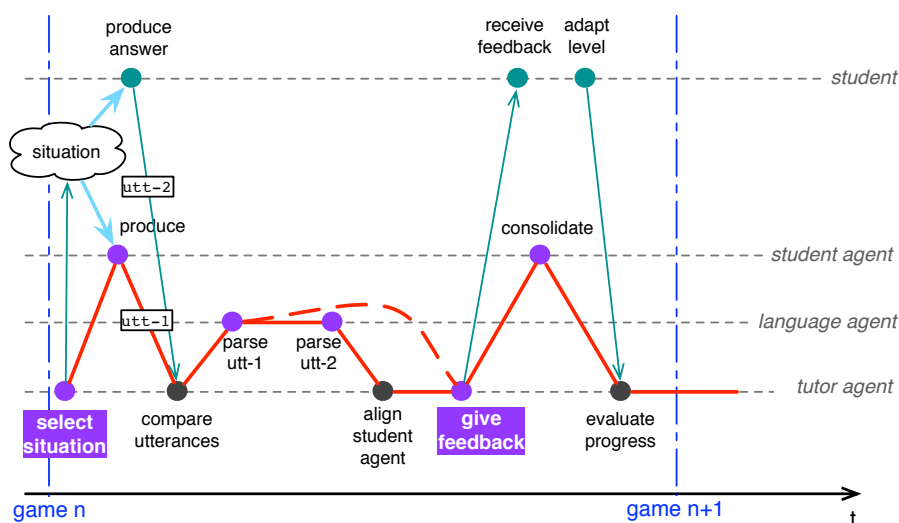 produce
answer
receive
feedback
adapt
level
student
situation
utt-2
produce
consolidate
student agent
utt-1
language agent
parse
utt-1
parse
utt-2
tutor agent
select
situation
compare
utterances
align
student
agent
give
feedback
evaluate
progress
game n
game n+1
t